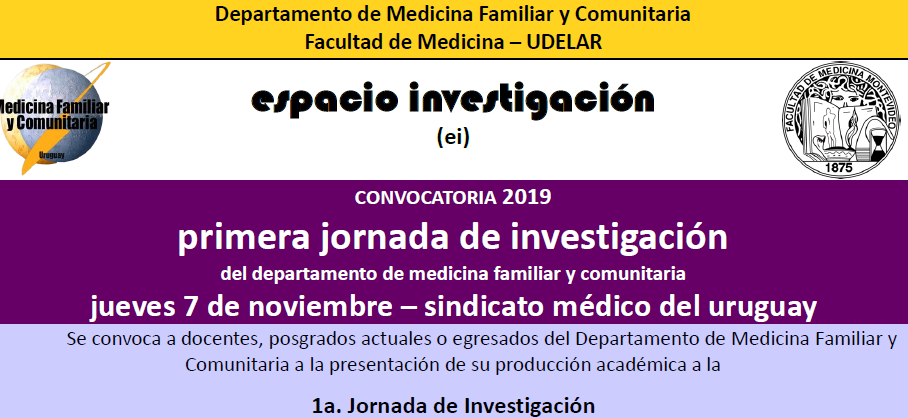 Departamento de Medicina Familiar y Comunitaria
Facultad de Medicina – UDELAR
Medicina Familiar
y Comunitaria
Uruguay
espacio investigación
(ei)
FACULTAD DE MEDICINA MONTEVIDEO
1875
CONVOCATORIA 2019
primera jornada de investigación
del departamento de medicina familiar y comunitaria
jueves 7 de noviembre – sindicato médico del uruguay
Se convoca a docentes, posgrados actuales o egresados del Departamento de Medicina Familiar y
Comunitaria a la presentación de su producción académica a la
1a. Jornada de Investigación